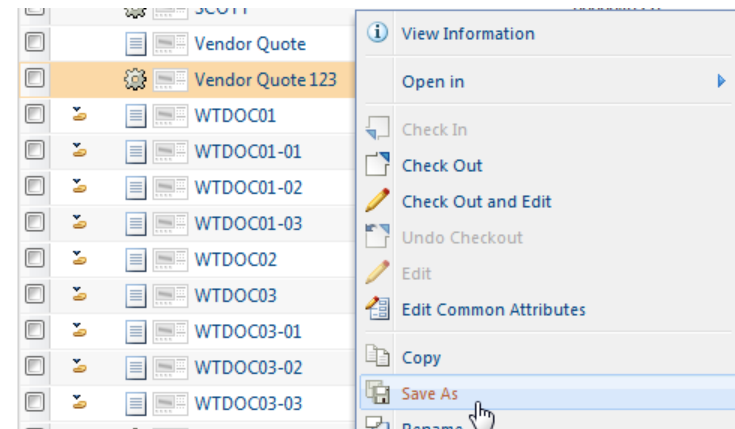 SCOTT
Vendor Quote
Vendor Quote 123
WTDOC01
WTDOC01-01
WTDOC01-02
WTDOC01-03
WTDOC02
WTDOC03
WTDOC03-01
WTDOC03-02
WTDOC03-03
View Information
Open in
Check In
Check Out
Check Out and Edit
Undo Checkout
Edit
Edit Common Attributes
Copy
Save As
Rename